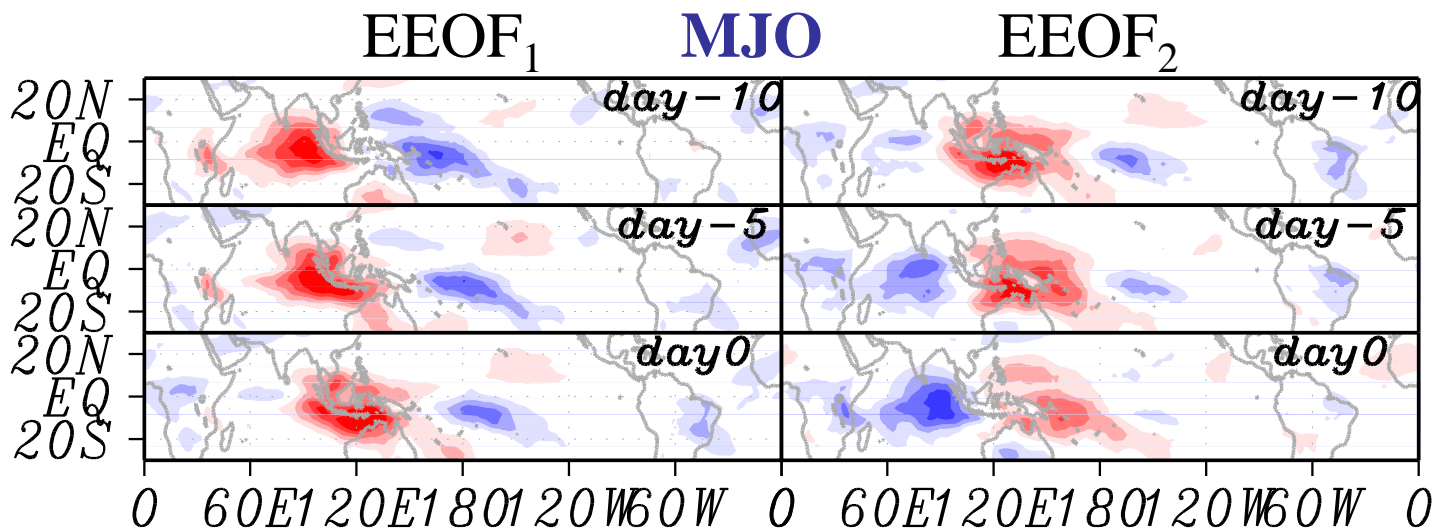 EEOF1 MJO EEOF2
20N day-10 day-10
EQ
20S
20N day-5 day-5
EQ
20S
20N day0 day0
EQ
20S
0 60E 120E 180 120W 60W 0 60E 120E 180 120W 60W 0